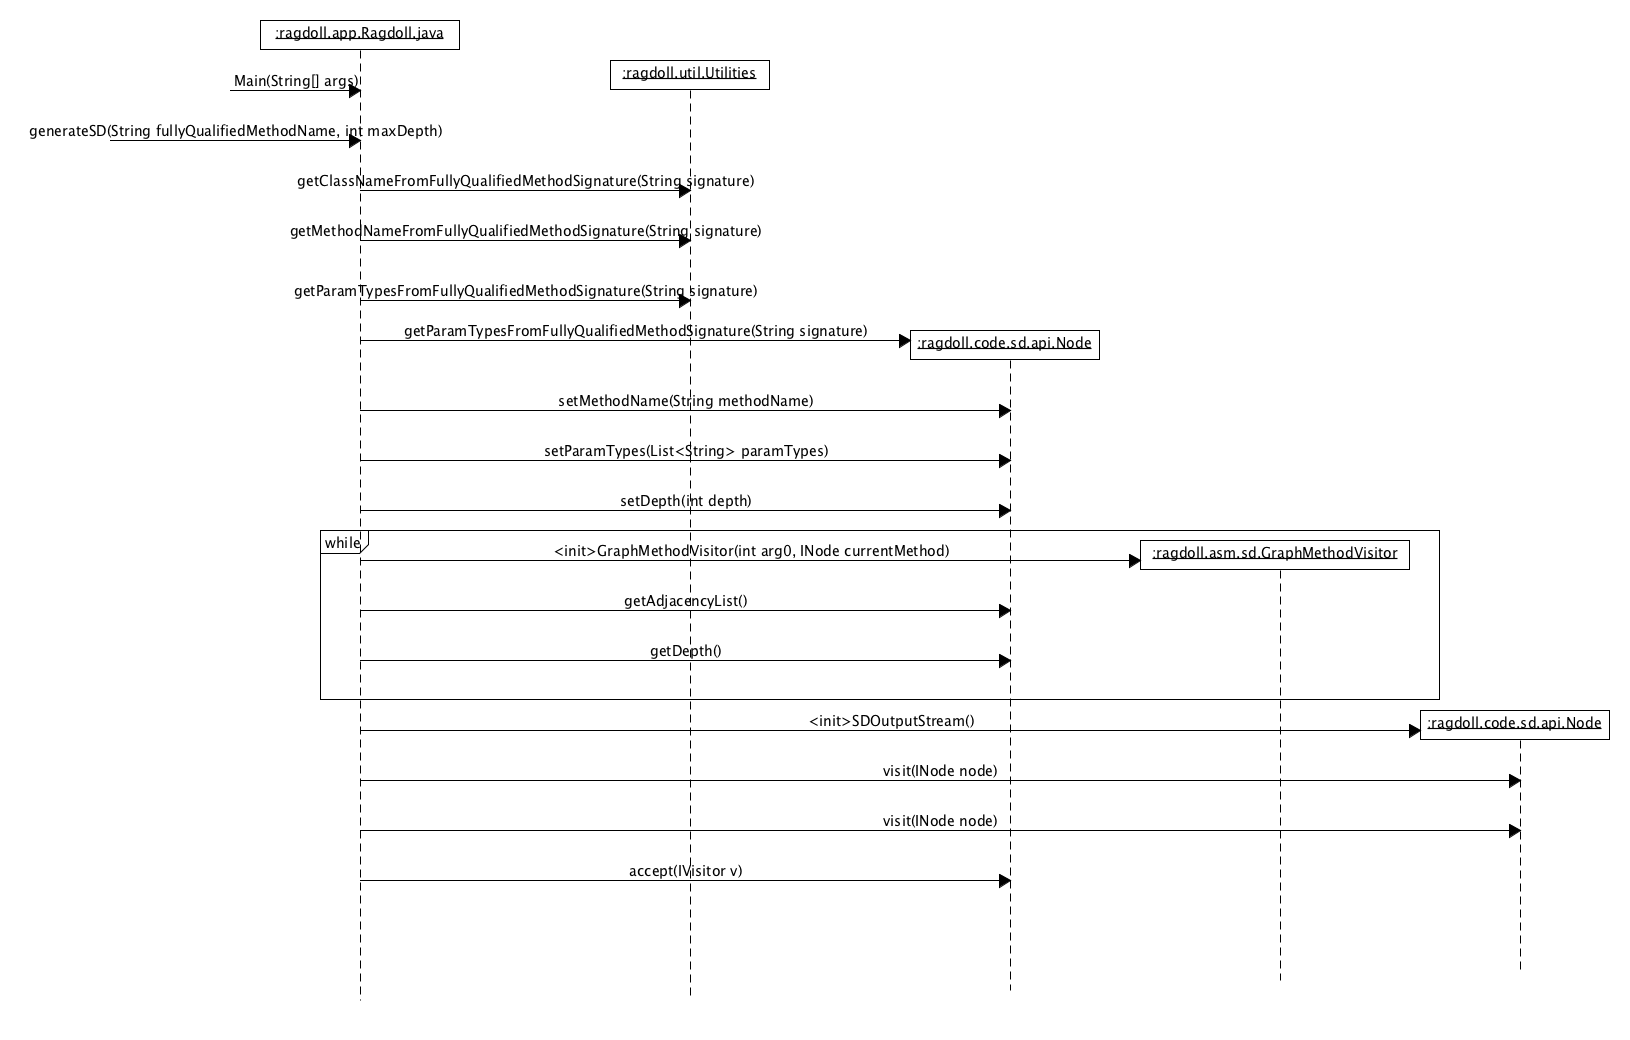 :ragdoll.app.Ragdoll.java
:ragdoll.util.Utilities
Main(String[] args)
generateSD(String fullyQualifiedMethodName, int maxDepth)
getClassNameFromFullyQualifiedMethodSignature(String signature)
getMethodNameFromFullyQualifiedMethodSignature(String signature)
getParamTypesFromFullyQualifiedMethodSignature(String signature)
getParamTypesFromFullyQualifiedMethodSignature(String signature)
:ragdoll.code.sd.api.Node
setMethodName(String methodName)
setParamTypes(List<String> paramTypes)
setDepth(int depth)
while
<init>GraphMethodVisitor(int arg0, INode currentMethod)
:ragdoll.asm.sd.GraphMethodVisitor
getAdjacencyList()
getDepth()
<init>SDOutputStream()
:ragdoll.code.sd.api.Node
visit(INode node)
visit(INode node)
accept(IVisitor v)